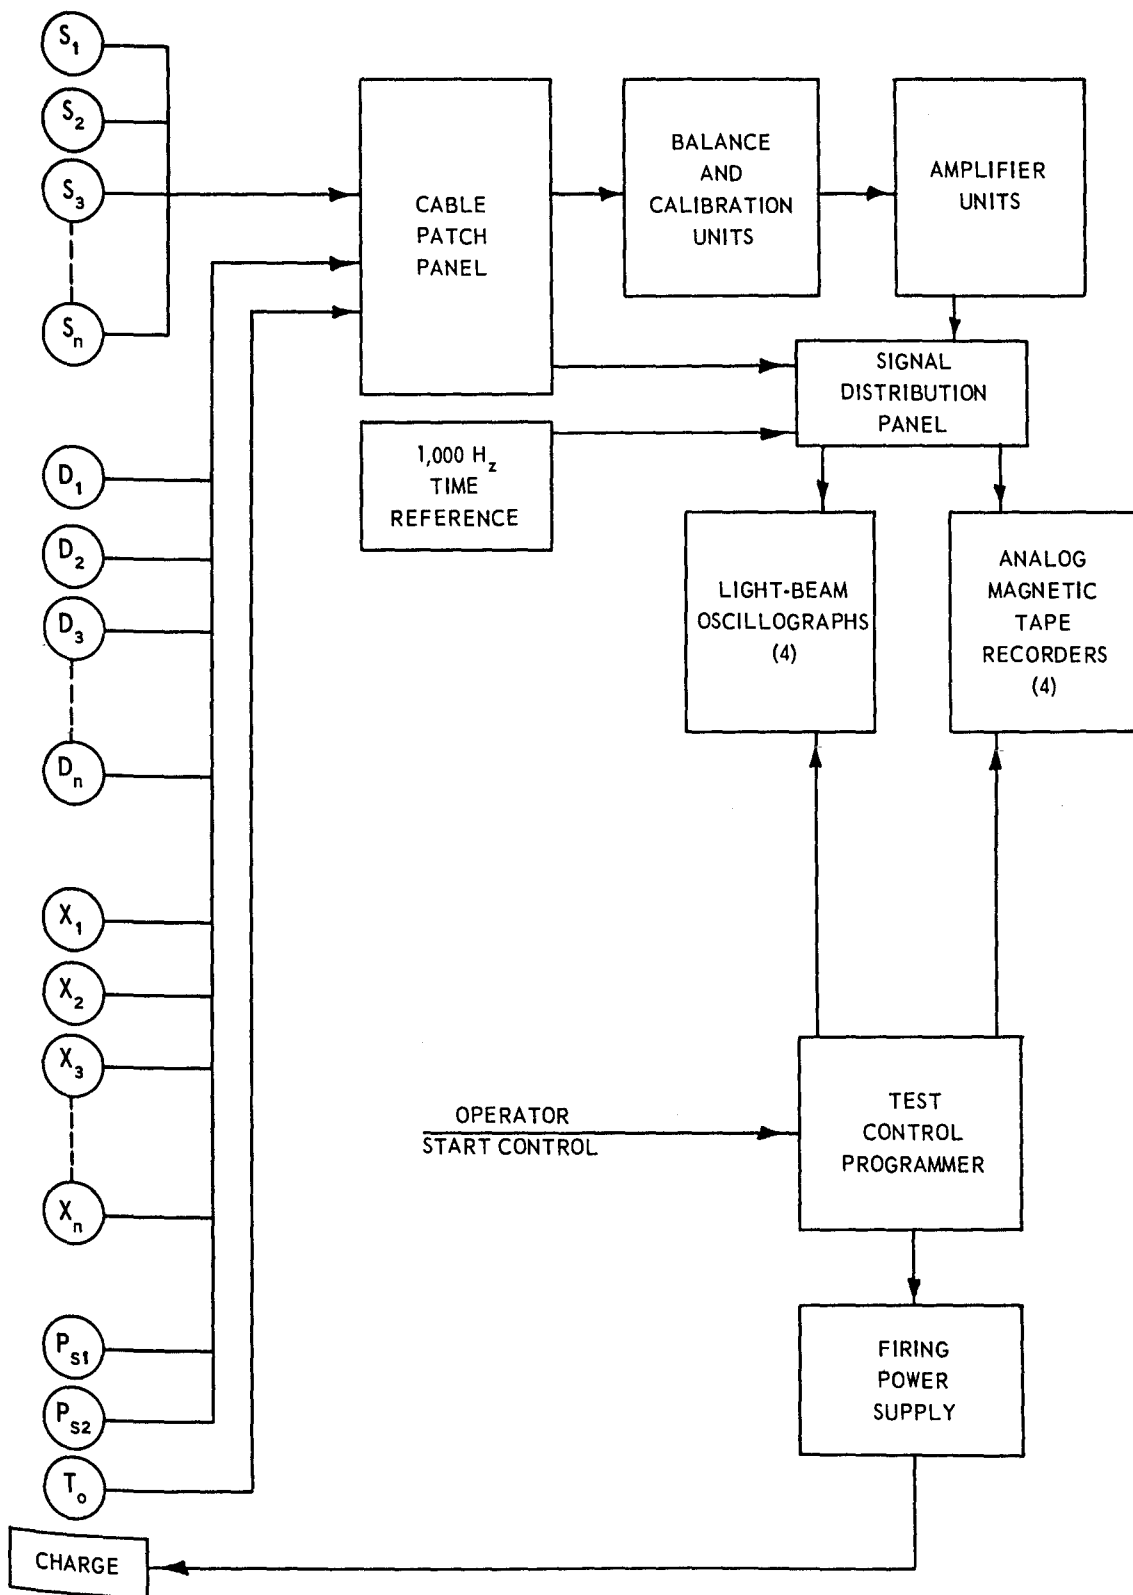 S1
S2
S3
Sn
D1
D2
D3
Dn
X1
X2
X3
Xn
PS1
PS2
To
CHARGE
CABLE
PATCH
PANEL
BALANCE
AND
CALIBRATION
UNITS
AMPLIFIER
UNITS
SIGNAL
DISTRIBUTION
PANEL
1,000 Hz
TIME
REFERENCE
LIGHT-BEAM
OSCILLOGRAPHS
(4)
ANALOG
MAGNETIC
TAPE
RECORDERS
(4)
OPERATOR
START CONTROL
TEST
CONTROL
PROGRAMMER
FIRING
POWER
SUPPLY